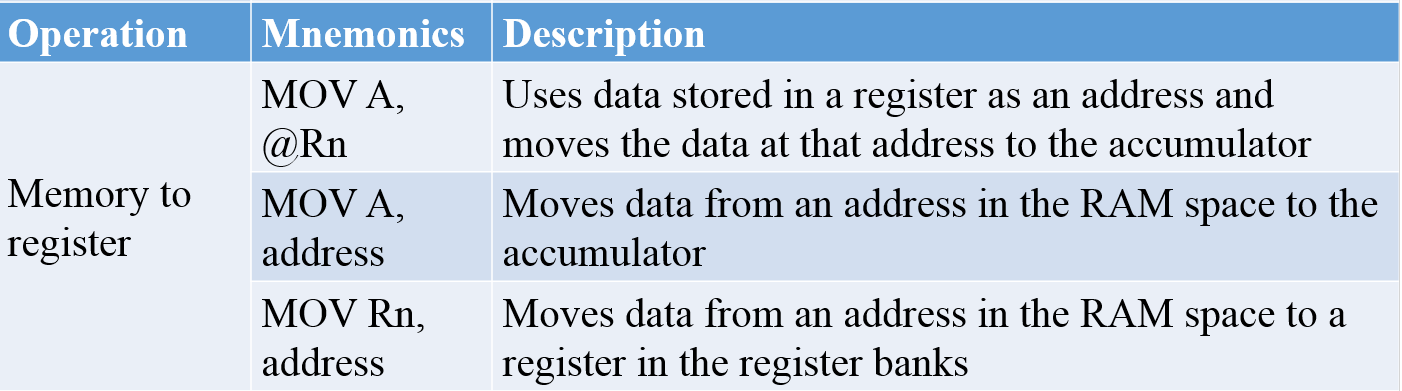 Operation Mnemonics Description
Memory to
register
MOV A,
@Rn
Uses data stored in a register as an address and
moves the data at that address to the accumulator
MOV A,
address
Moves data from an address in the RAM space to the
accumulator
MOV Rn,
address
Moves data from an address in the RAM space to a
register in the register banks